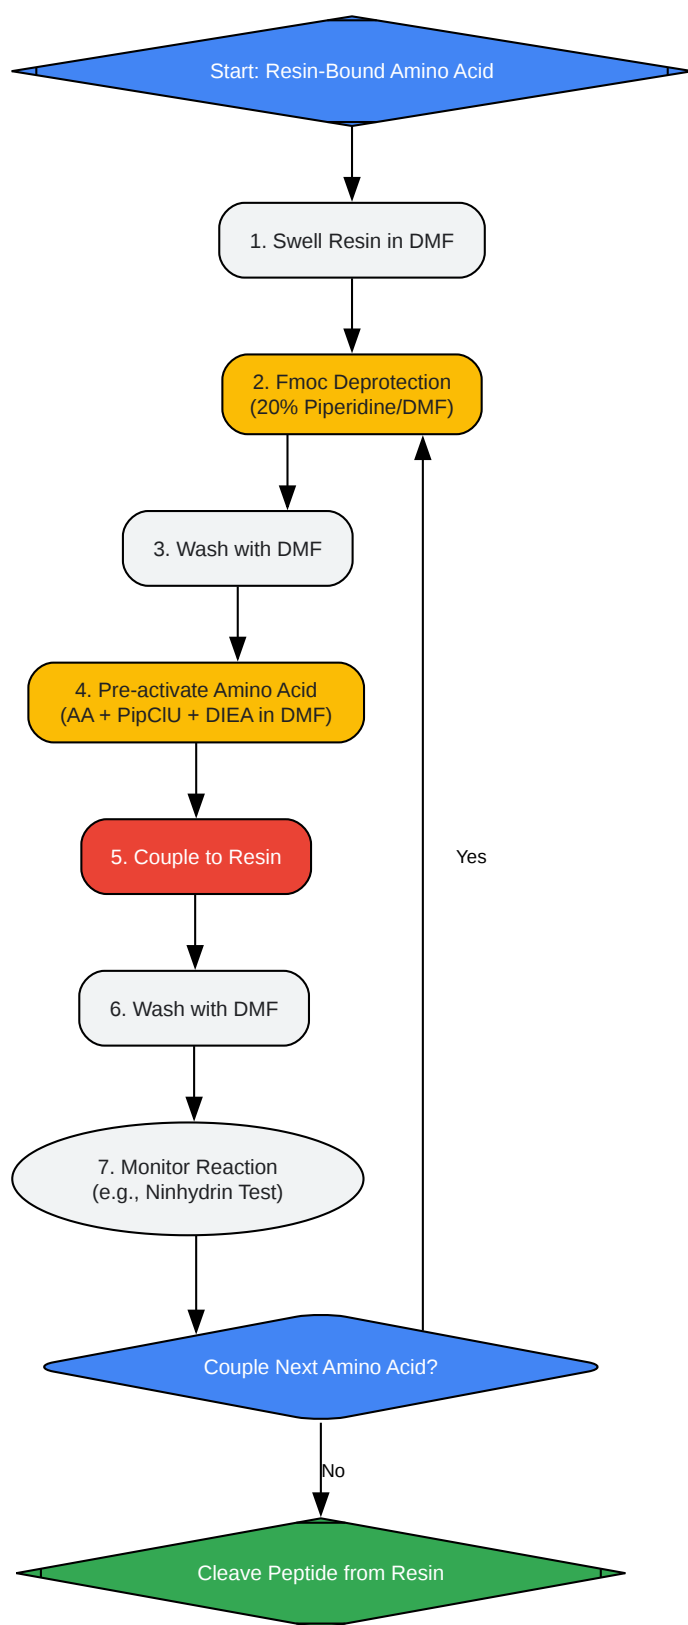 Start: Resin-Bound Amino Acid
1. Swell Resin in DMF
2. Fmoc Deprotection
(20% Piperidine/DMF)
3. Wash with DMF
4. Pre-activate Amino Acid
(AA + PipClU + DIEA in DMF)
5. Couple to Resin
Yes
6. Wash with DMF
7. Monitor Reaction
(e.g., Ninhydrin Test)
Couple Next Amino Acid?
No
Cleave Peptide from Resin